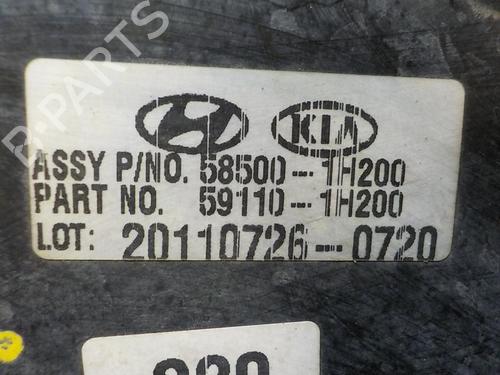 B-PARTS
KIA
ASSY P/NO. 58500-1H200
PART NO. 59110-1H200
LOT: 20110726-0720